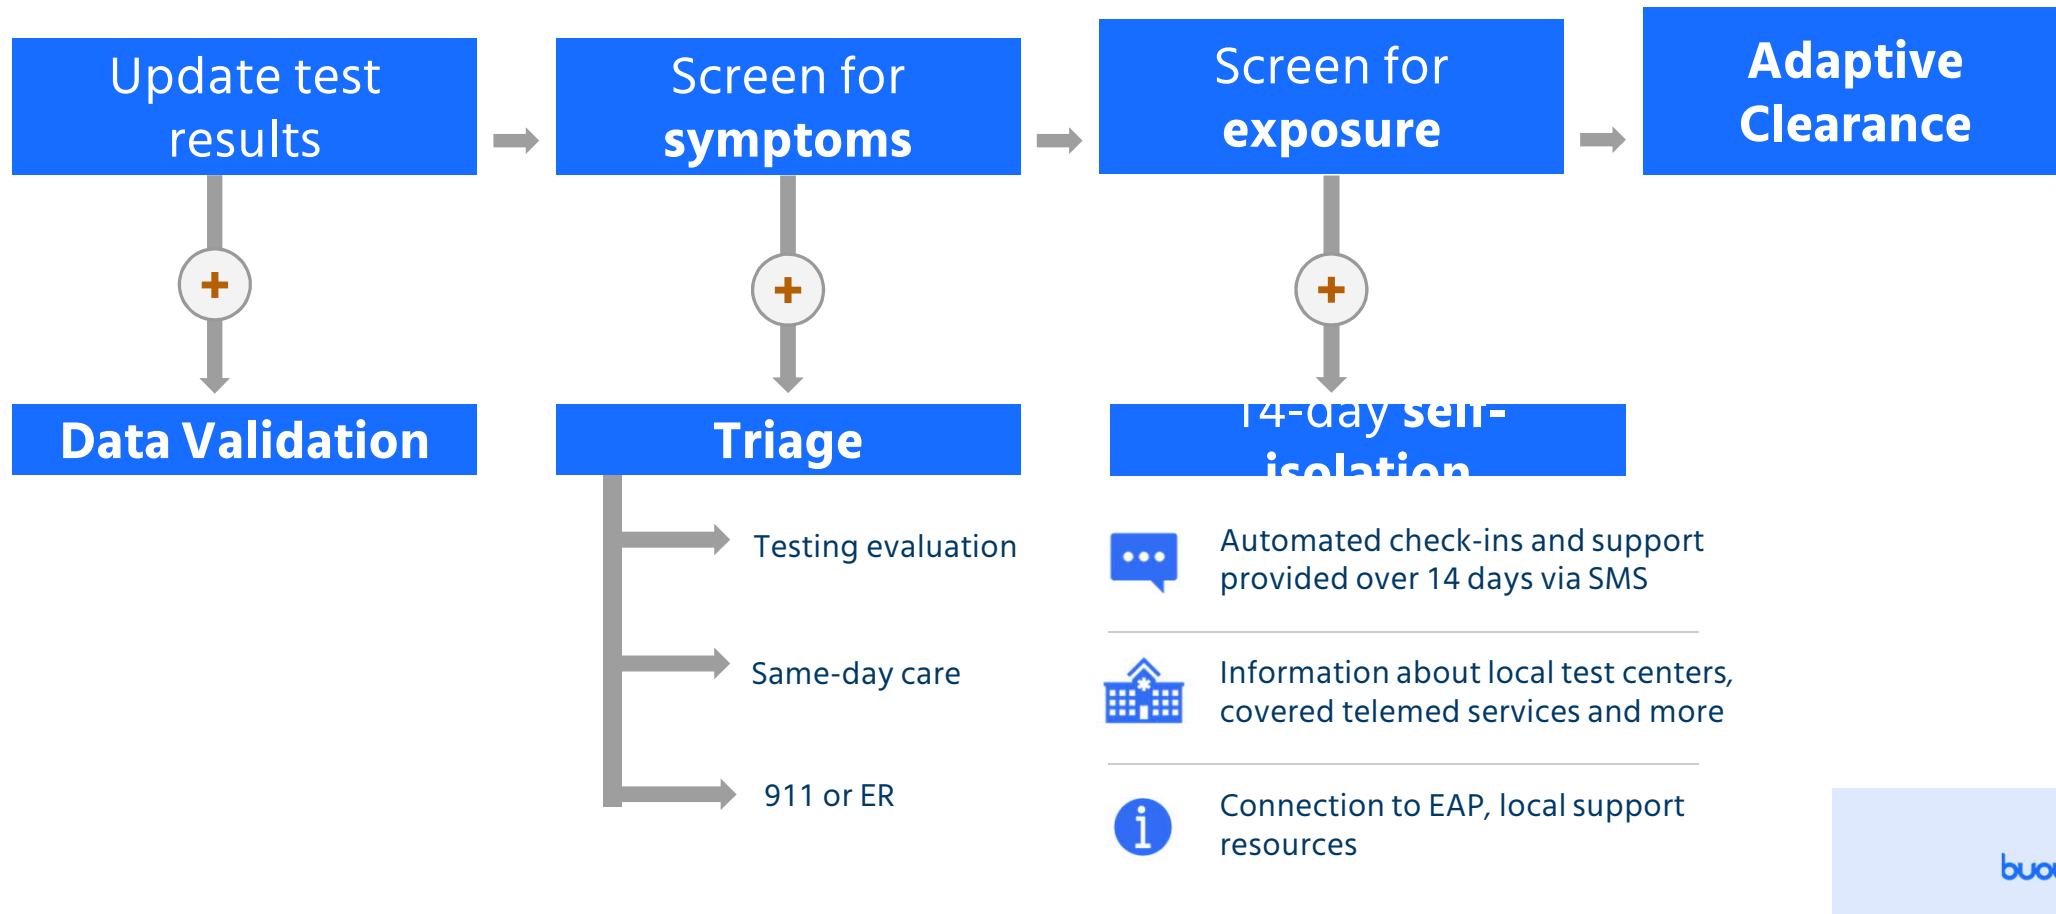 Update test
results
Screen for
symptoms
Screen for
exposure
Adaptive
Clearance
Data Validation
Triage
14-day self-
isolation
Testing evaluation
Same-day care
911 or ER
Automated check-ins and support
provided over 14 days via SMS
Information about local test centers,
covered telemed services and more
Connection to EAP, local support
resources